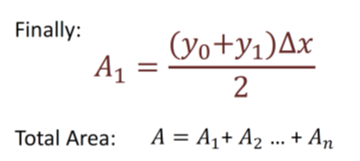 Finally:
A₁ = (y₀+y₁)Δx / 2
Total Area: A = A₁+ A₂ ... + Aₙ